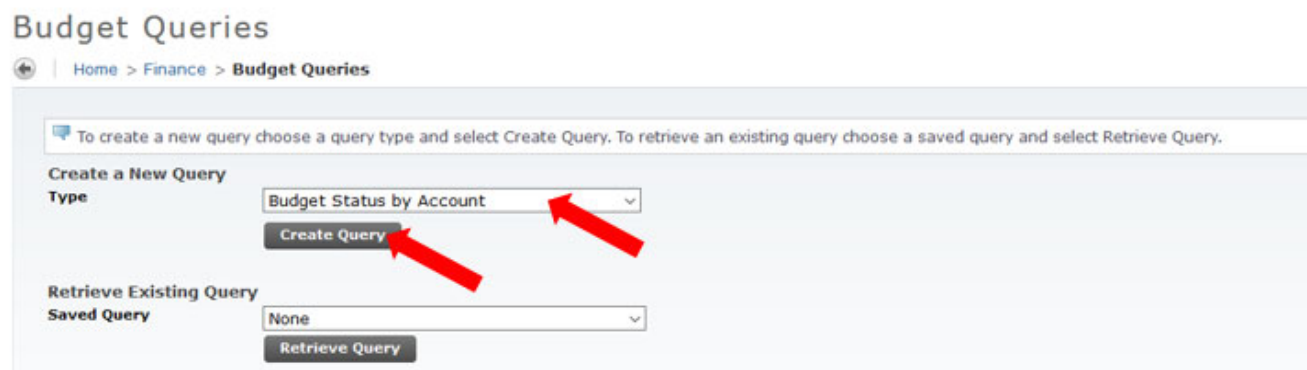 Budget Queries
Home > Finance > Budget Queries
To create a new query choose a query type and select Create Query. To retrieve an existing query choose a saved query and select Retrieve Query.
Create a New Query
Type
Budget Status by Account
Create Query
Retrieve Existing Query
Saved Query
None
Retrieve Query